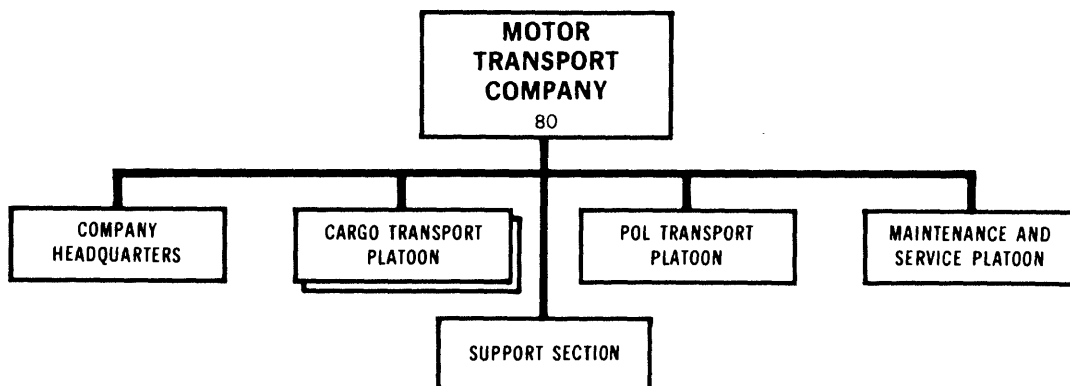 MOTOR
TRANSPORT
COMPANY
80
COMPANY
HEADQUARTERS
CARGO TRANSPORT
PLATOON
POL TRANSPORT
PLATOON
MAINTENANCE AND
SERVICE PLATOON
SUPPORT SECTION